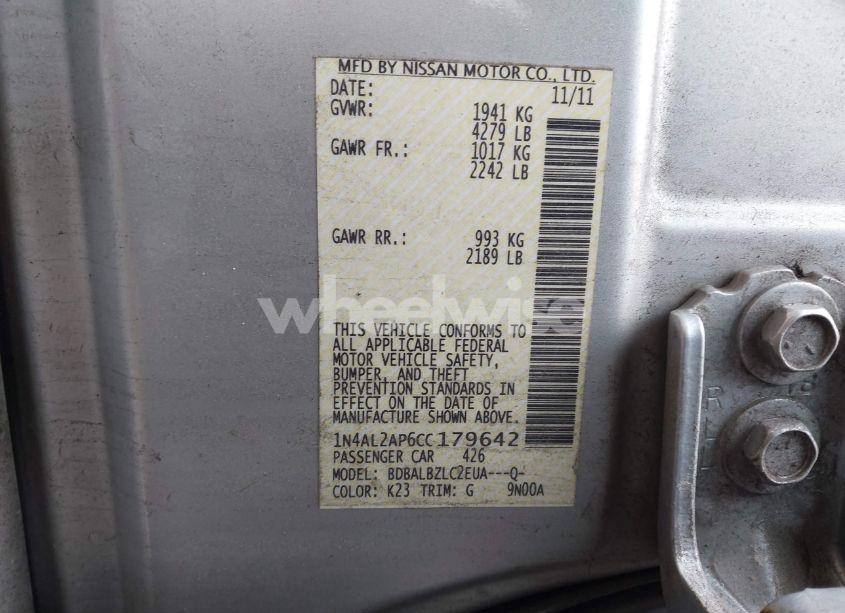 MFD BY NISSAN MOTOR CO., LTD.
DATE: 11/11
GVWR: 1941 KG
4279 LB
GAWR FR.: 1017 KG
2242 LB
GAWR RR.: 993 KG
2189 LB
wheelwise
THIS VEHICLE CONFORMS TO
ALL APPLICABLE FEDERAL
MOTOR VEHICLE SAFETY,
BUMPER, AND THEFT
PREVENTION STANDARDS IN
EFFECT ON THE DATE OF
MANUFACTURE SHOWN ABOVE.
1N4AL2AP6CC179642
PASSENGER CAR 426
MODEL: BDBALBZLC2EUA---Q-
COLOR: K23 TRIM: G 9N00A